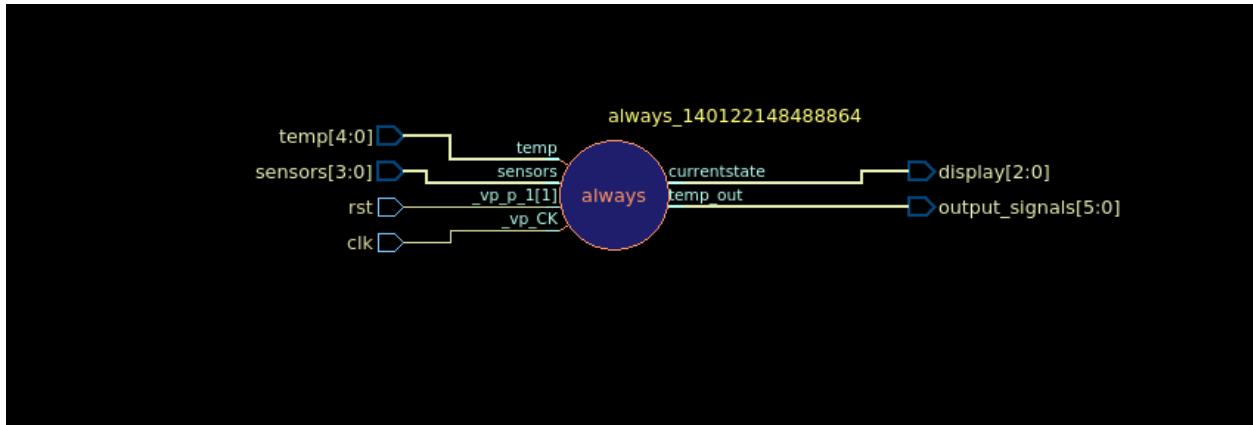 always_140122148488864
temp[4:0]
temp
sensors[3:0]
sensors
currentstate
display[2:0]
always
rst
_vp_p_1[1]
temp_out
output_signals[5:0]
clk
_vp_CK